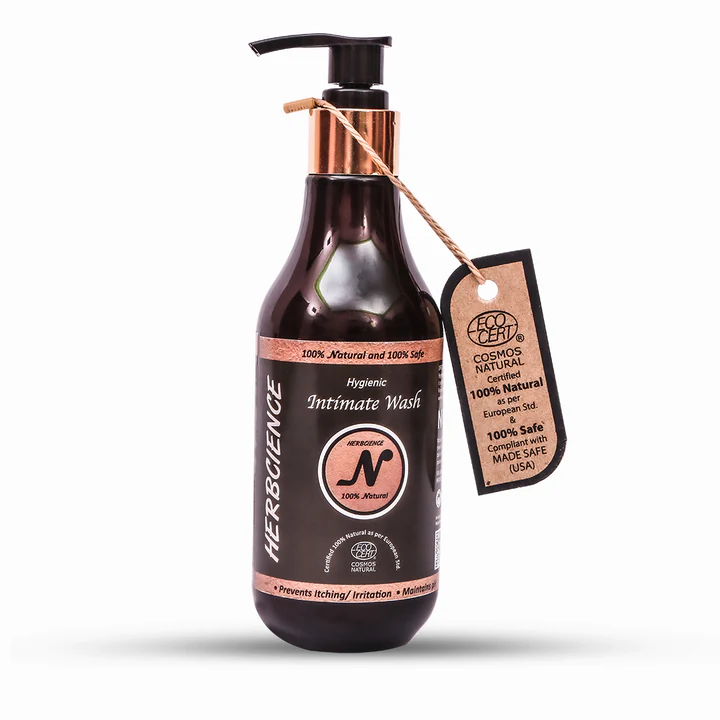 100% Natural and 100% Safe
Hygienic
Intimate Wash
HERBCIENCE
HERBCIENCE
N
100% Natural
Certified 100% Natural as per European Std.
ECO
CERT
COSMOS
NATURAL
• Prevents Itching/ Irritation • Maintains
ECO
CERT®
COSMOS
NATURAL
Certified
100% Natural
as per
European Std.
&
100% Safe
Compliant with
MADE SAFE
(USA)